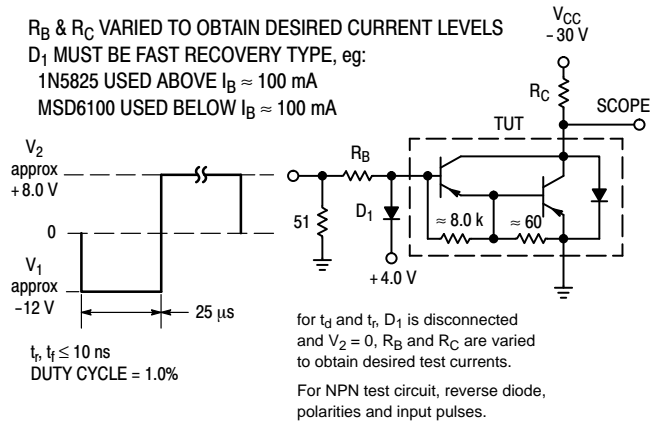 R_B & R_C VARIED TO OBTAIN DESIRED CURRENT LEVELS
D_1 MUST BE FAST RECOVERY TYPE, eg:
1N5825 USED ABOVE I_B ≈ 100 mA
MSD6100 USED BELOW I_B ≈ 100 mA
V_CC
- 30 V
R_C
SCOPE
TUT
V_2
approx
+8.0 V
0
V_1
approx
-12 V
25 μs
t_r, t_f ≤ 10 ns
DUTY CYCLE = 1.0%
51
R_B
D_1
+4.0 V
≈ 8.0 k
≈ 60
for t_d and t_r, D_1 is disconnected
and V_2 = 0, R_B and R_C are varied
to obtain desired test currents.
For NPN test circuit, reverse diode,
polarities and input pulses.